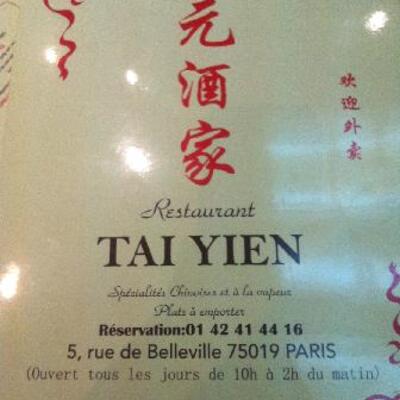 元酒家
欢迎外卖
Restaurant
TAI YIEN
Spécialités Chinoises et à la vapeur
Plats à emporter
Réservation:01 42 41 44 16
5, rue de Belleville 75019 PARIS
(Ouvert tous les jours de 10h à 2h du matin)